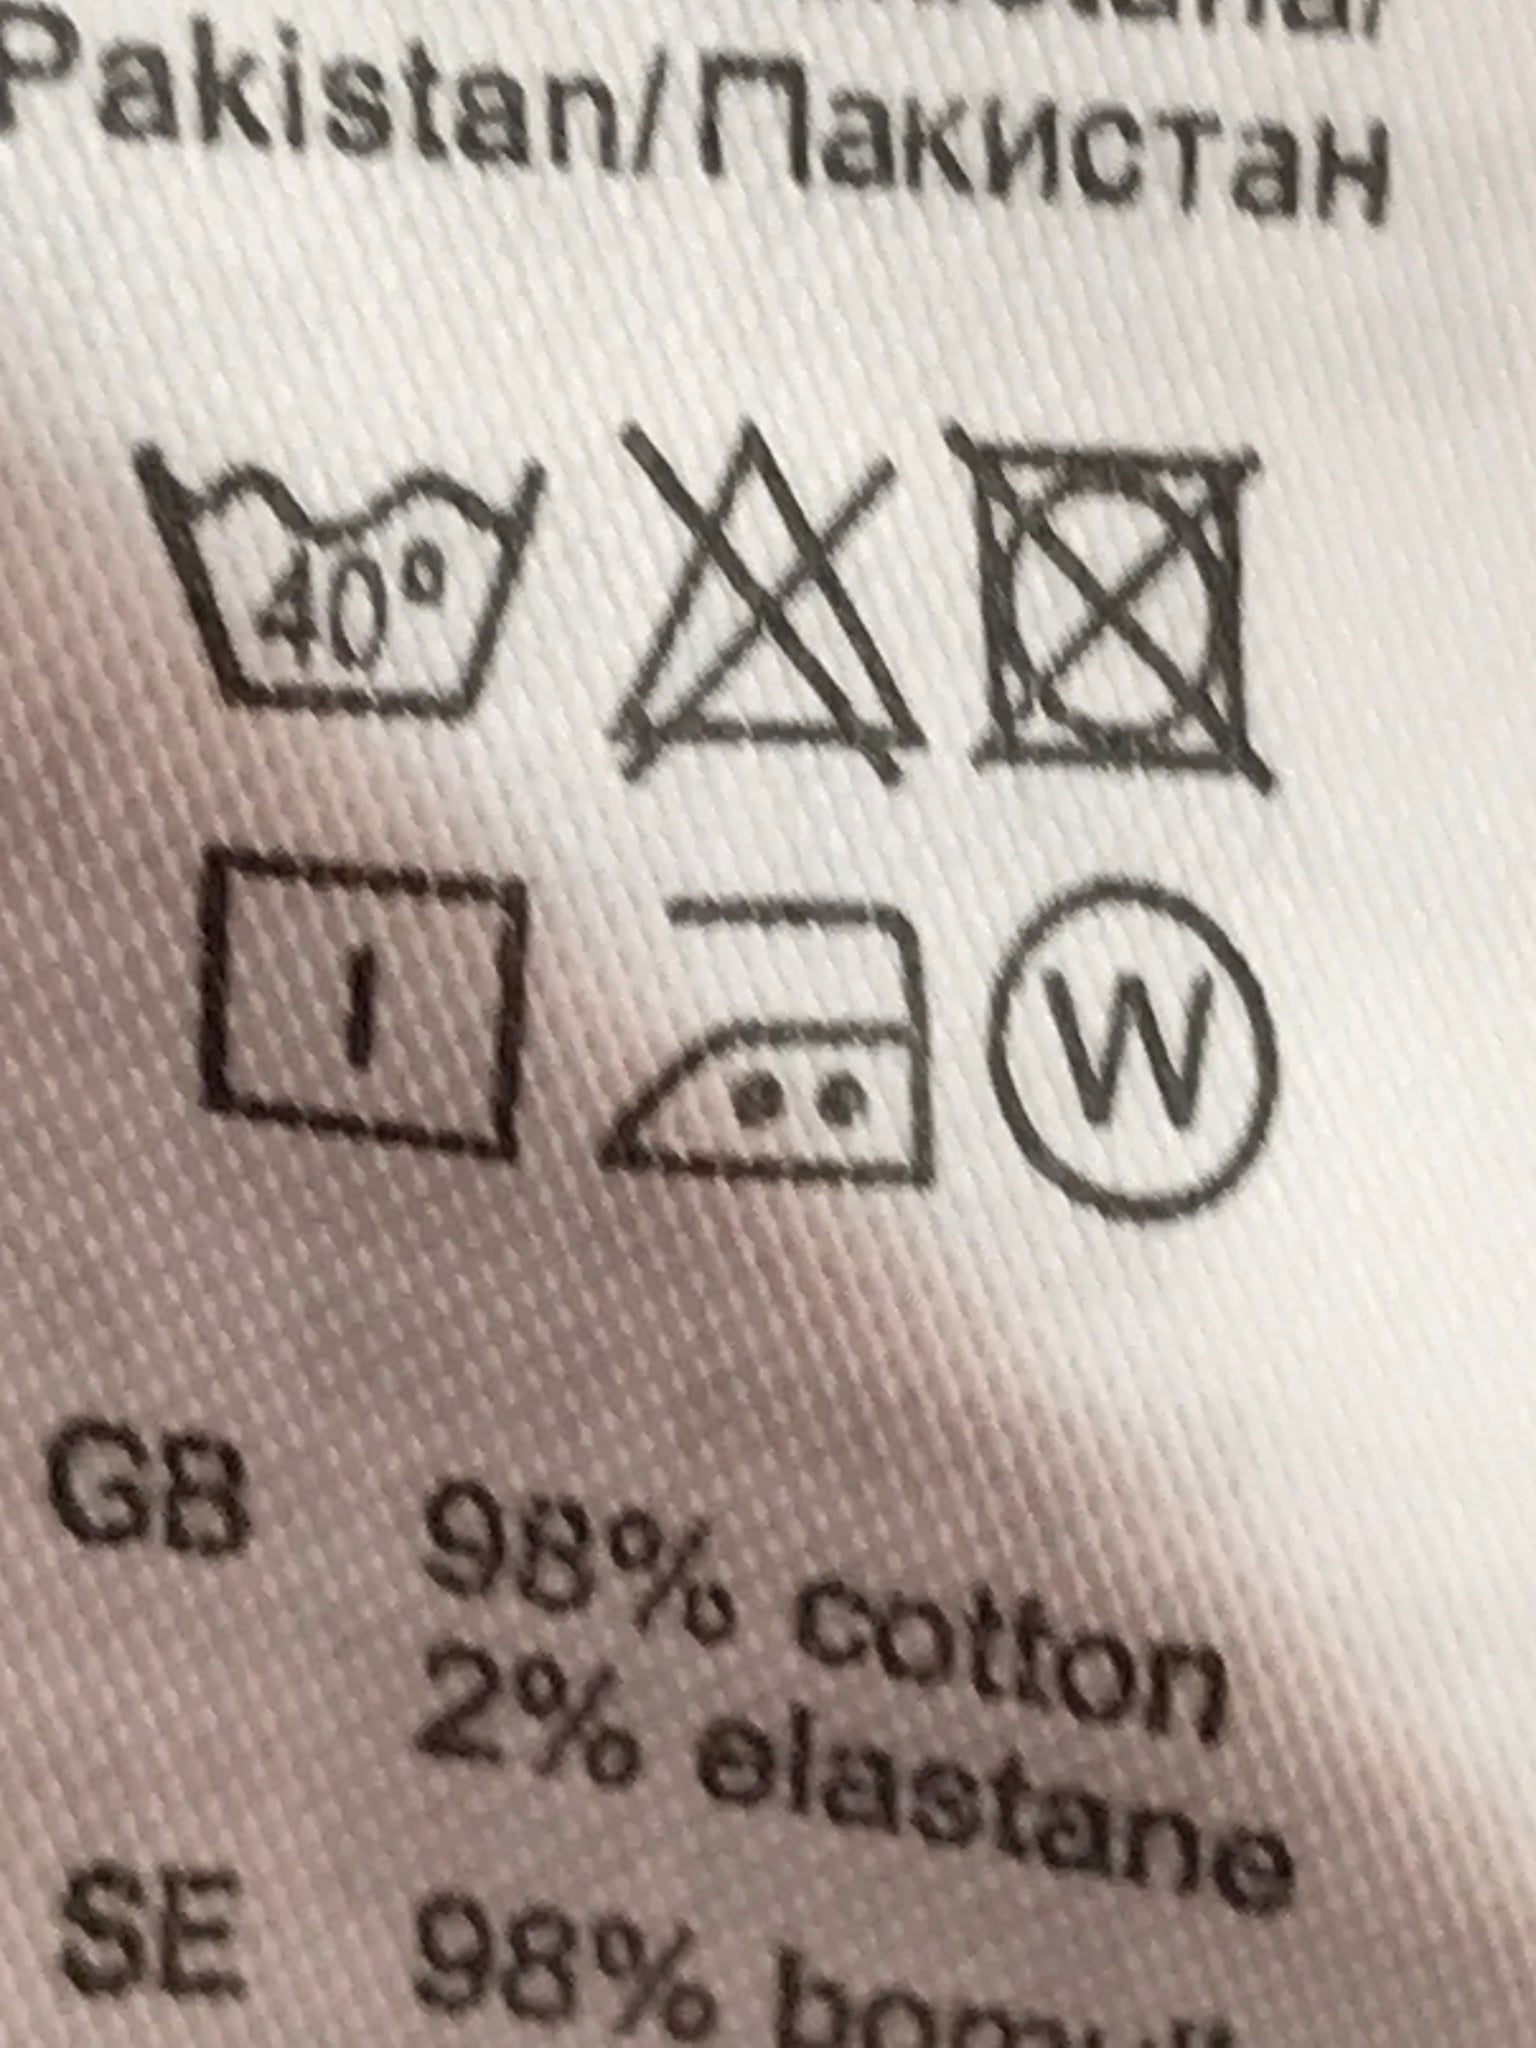 Pakistan/Пакистан
40°
W
GB 98% cotton
2% elastane
SE 98%